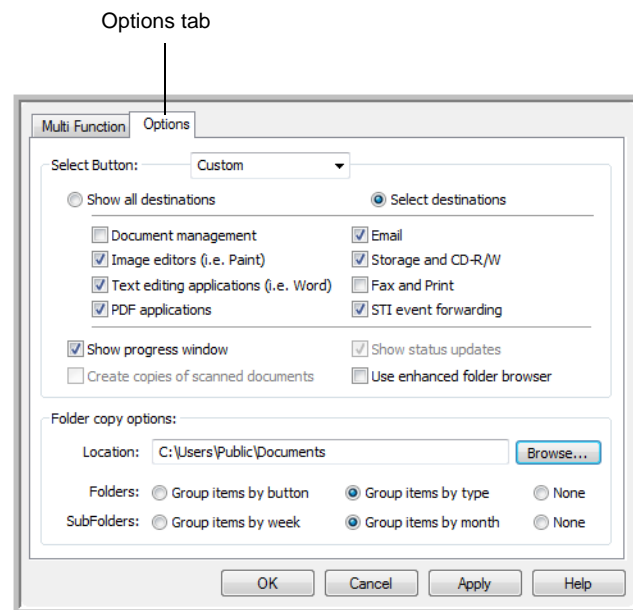 Options tab
Multi Function Options
Select Button: Custom
Show all destinations Select destinations
Document management Email
Image editors (i.e. Paint) Storage and CD-R/W
Text editing applications (i.e. Word) Fax and Print
PDF applications STI event forwarding
Show progress window Show status updates
Create copies of scanned documents Use enhanced folder browser
Folder copy options:
Location: C:\Users\Public\Documents Browse...
Folders: Group items by button Group items by type None
SubFolders: Group items by week Group items by month None
OK Cancel Apply Help